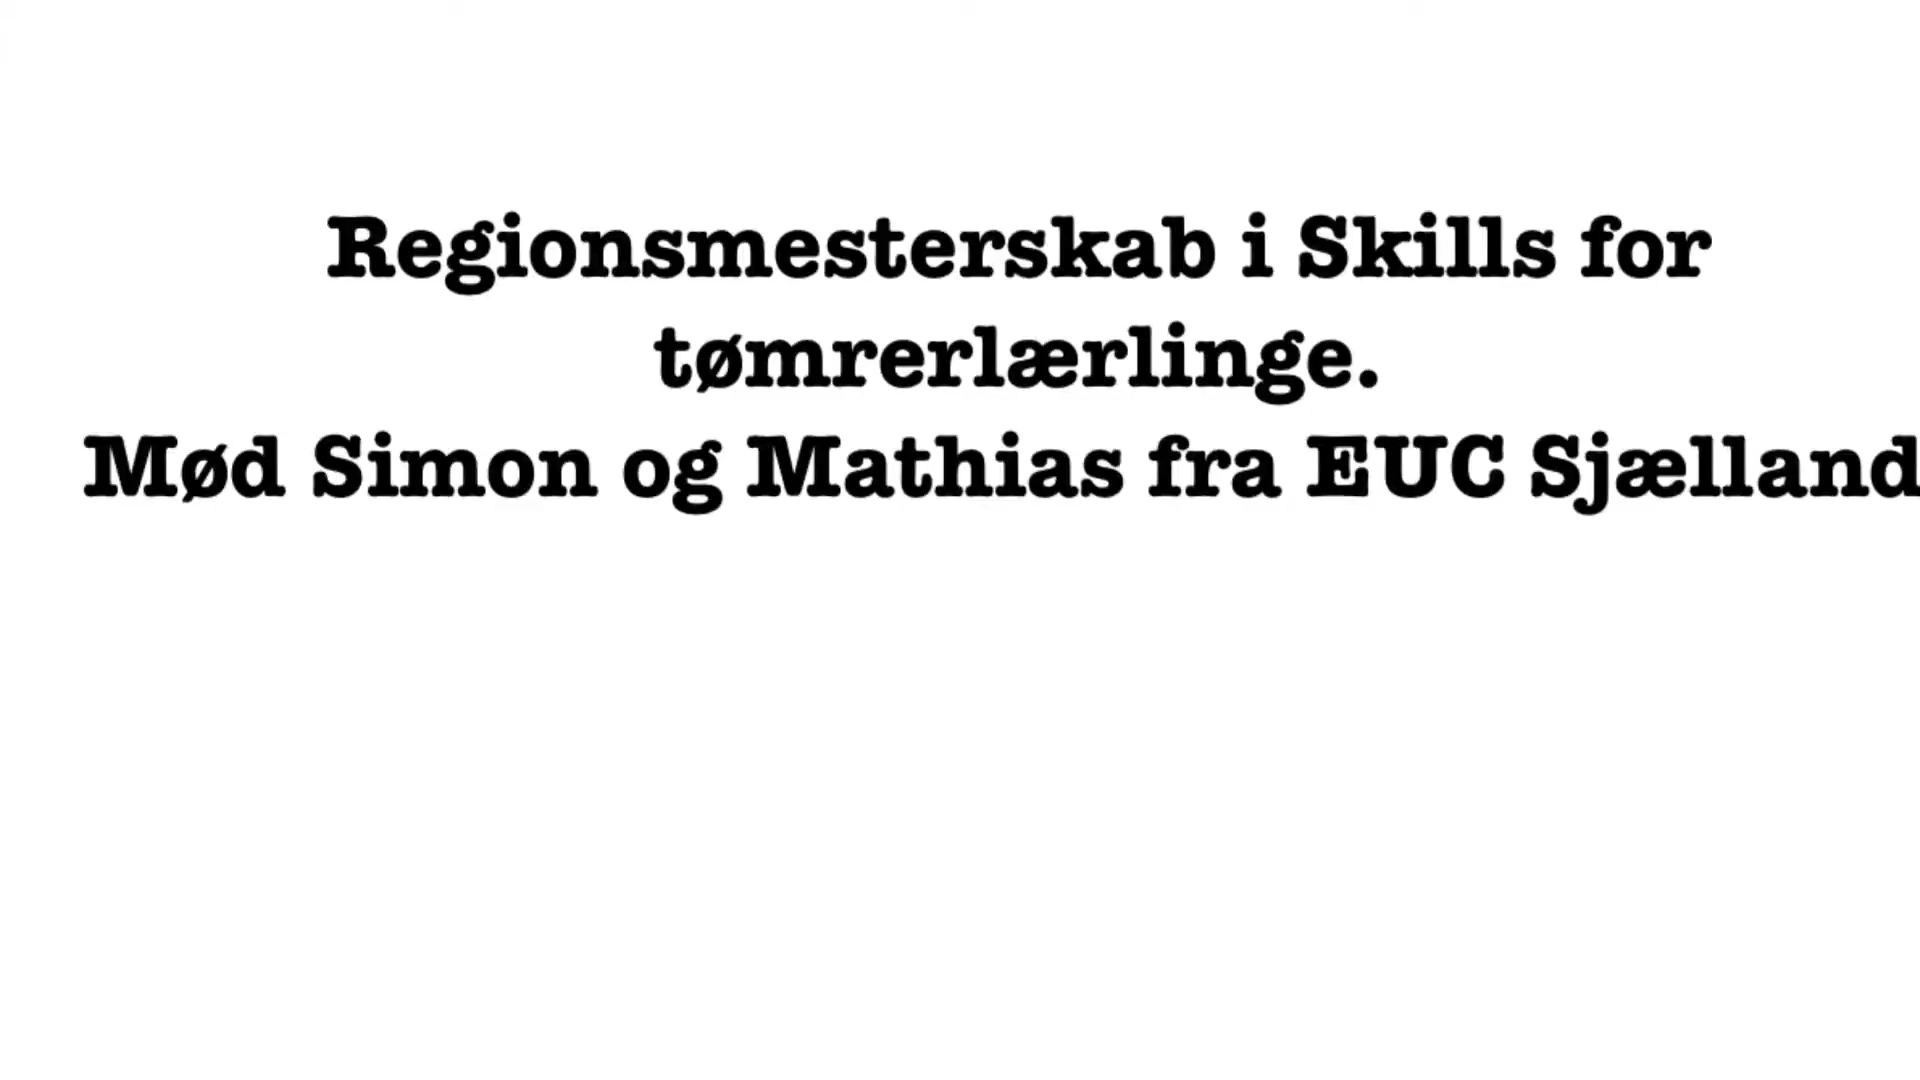 Regionsmesterskab i Skills for
tømrerlærlinge.
Mød Simon og Mathias fra EUC Sjælland